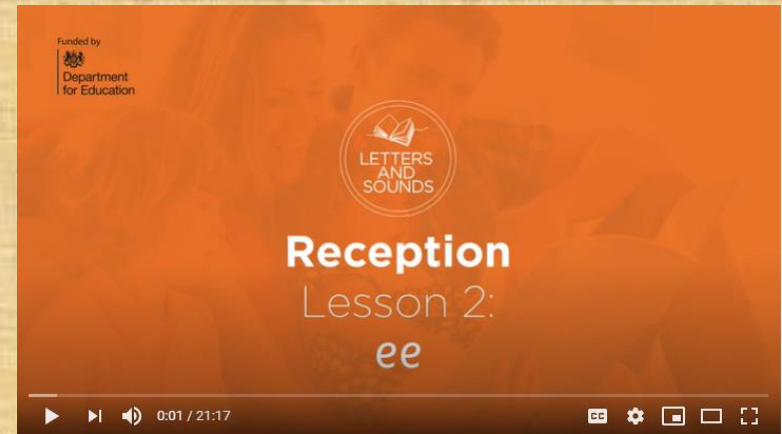 Funded by
Department
for Education
LETTERS
AND
SOUNDS
Reception
Lesson 2:
ee
0:01 / 21:17
CC